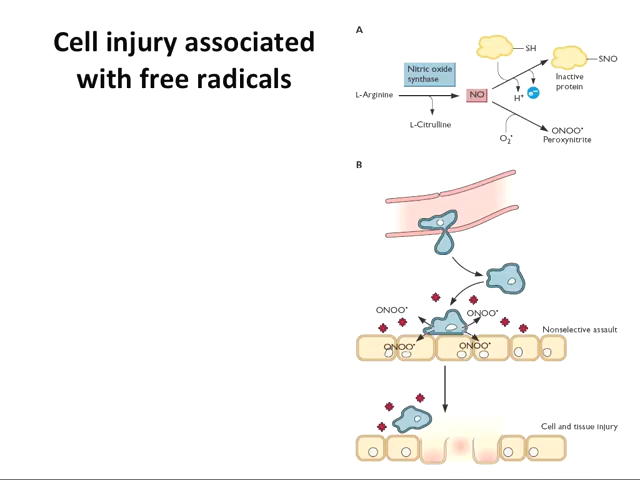 Cell injury associated
with free radicals
A
SH
SNO
Nitric oxide
synthase
Inactive
protein
L-Arginine
NO
H⁺
e⁻
L-Citrulline
O₂•
ONOO•
Peroxynitrite
B
ONOO•
ONOO•
Nonselective assault
ONOO•
ONOO•
Cell and tissue injury